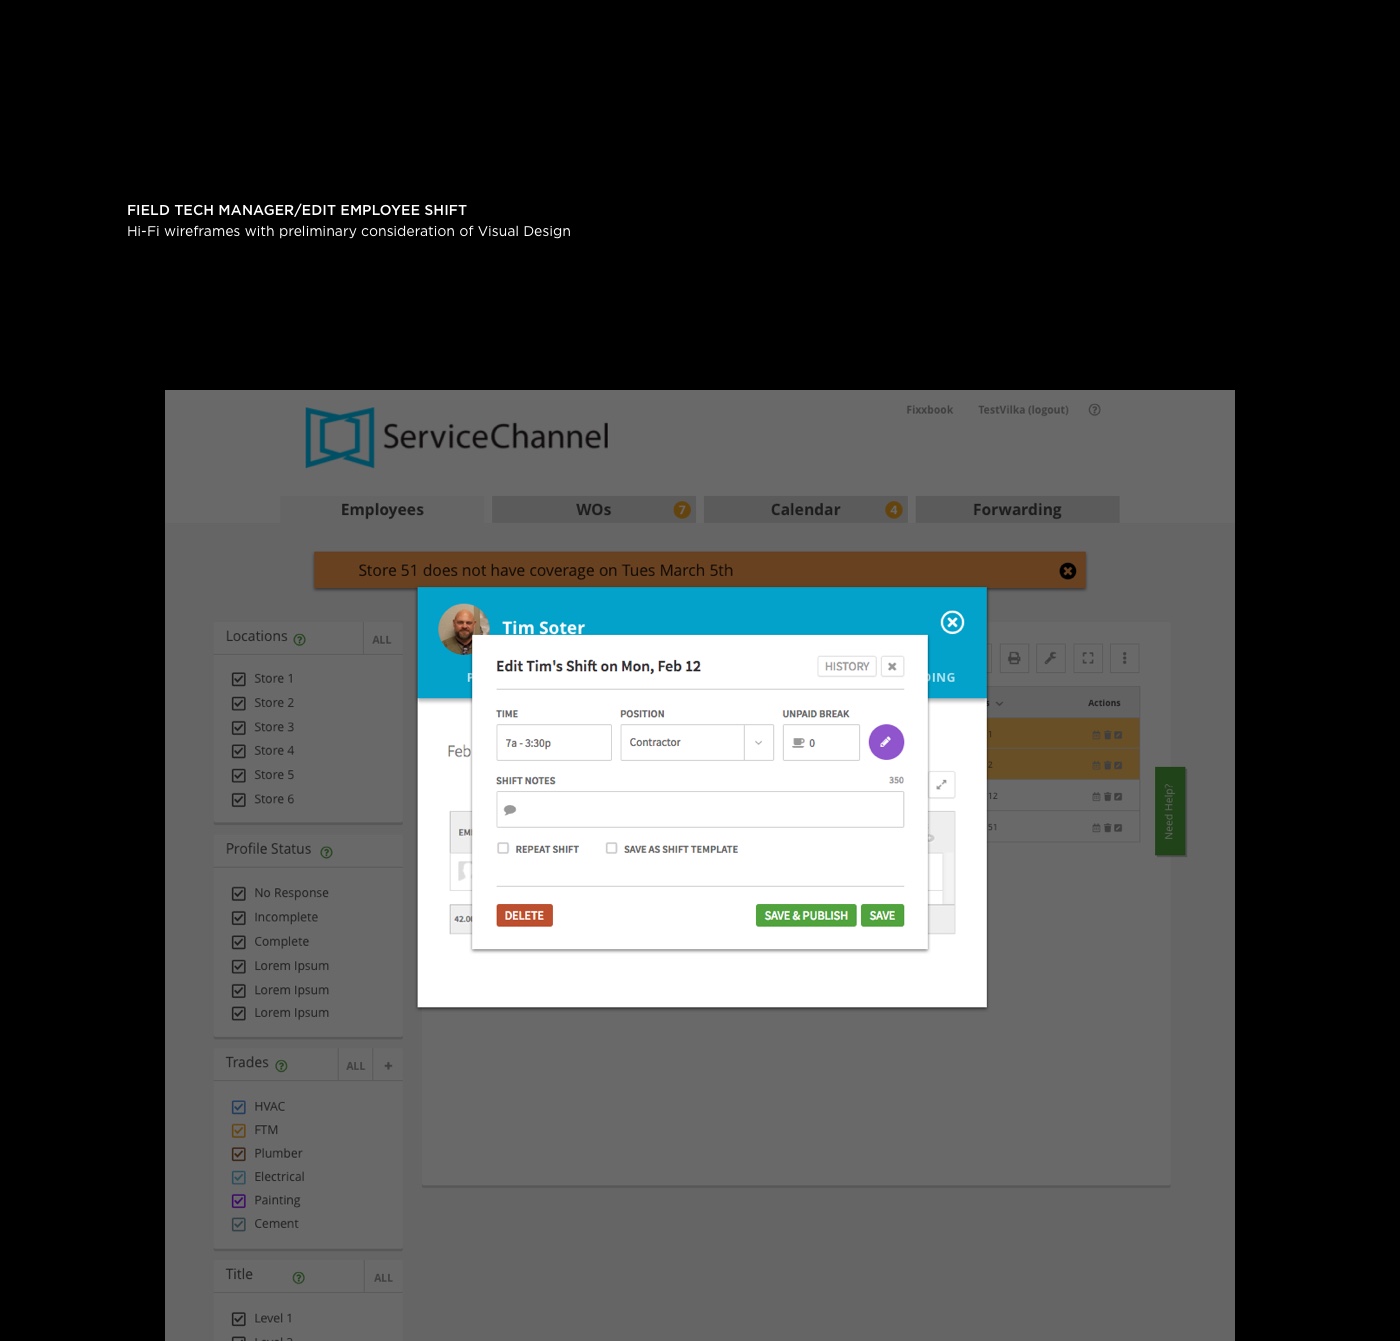 FIELD TECH MANAGER/EDIT EMPLOYEE SHIFT
Hi-Fi wireframes with preliminary consideration of Visual Design
Fixxbook TestVilka (logout)
ServiceChannel
Employees WOs 7 Calendar 4 Forwarding
Store 51 does not have coverage on Tues March 5th
Locations ALL
Store 1
Store 2
Store 3
Store 4
Store 5
Store 6
Profile Status
No Response
Incomplete
Complete
Lorem Ipsum
Lorem Ipsum
Lorem Ipsum
Trades ALL +
HVAC
FTM
Plumber
Electrical
Painting
Cement
Title ALL
Level 1
Tim Soter
DING
Feb
Edit Tim's Shift on Mon, Feb 12 HISTORY
TIME POSITION UNPAID BREAK
7a - 3:30p Contractor 0
SHIFT NOTES 350
REPEAT SHIFT SAVE AS SHIFT TEMPLATE
DELETE SAVE & PUBLISH SAVE
Actions
1
2
12
51
Need Help?